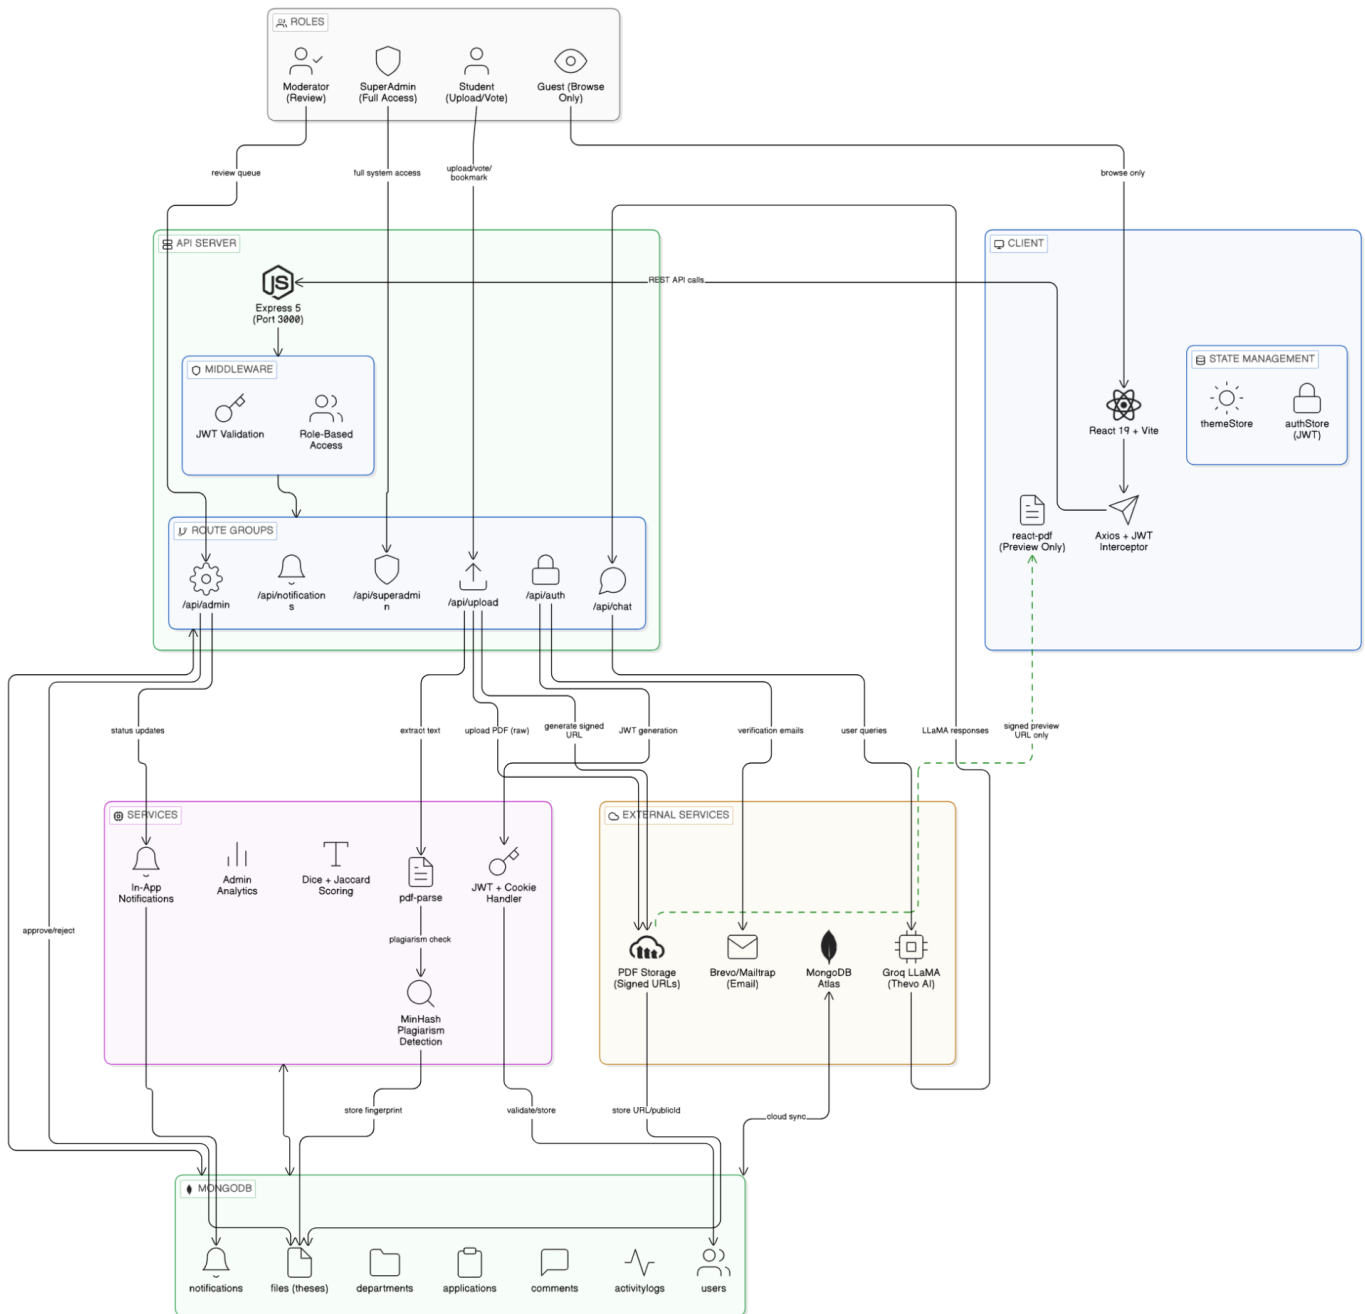 ROLES
Moderator
(Review)
SuperAdmin
(Full Access)
Student
(Upload/Vote)
Guest (Browse
Only)
review queue
full system access
upload/vote/
bookmark
browse only
API SERVER
CLIENT
REST API calls
Express 5
(Port 3000)
MIDDLEWARE
JWT Validation
Role-Based
Access
STATE MANAGEMENT
themeStore
authStore
(JWT)
React 19 + Vite
react-pdf
(Preview Only)
Axios + JWT
Interceptor
ROUTE GROUPS
/api/admin
/api/notification
s
/api/superadmi
n
/api/upload
/api/auth
/api/chat
status updates
extract text
upload PDF (raw)
generate signed
URL
JWT generation
verification emails
user queries
LLaMA responses
signed preview
URL only
SERVICES
In-App
Notifications
Admin
Analytics
Dice + Jaccard
Scoring
pdf-parse
JWT + Cookie
Handler
plagiarism check
MinHash
Plagiarism
Detection
EXTERNAL SERVICES
PDF Storage
(Signed URLs)
Brevo/Mailtrap
(Email)
MongoDB
Atlas
Groq LLaMA
(Thevo AI)
approve/reject
store fingerprint
validate/store
store URL/publicId
cloud sync
MONGODB
notifications
files (theses)
departments
applications
comments
activitylogs
users